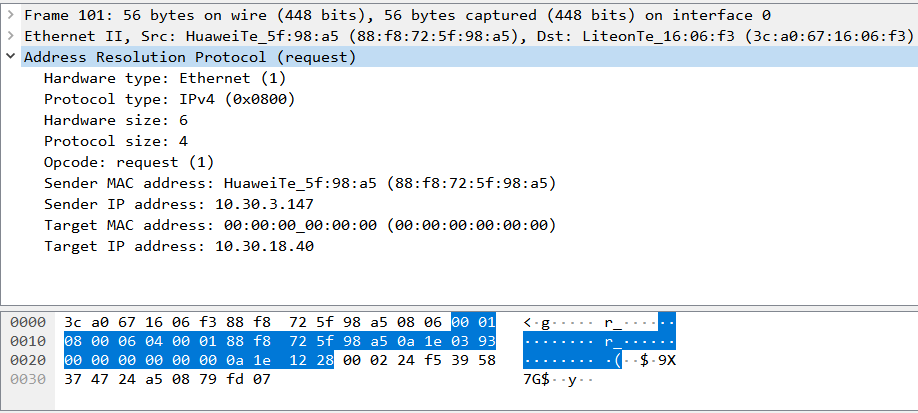 Frame 101: 56 bytes on wire (448 bits), 56 bytes captured (448 bits) on interface 0
Ethernet II, Src: HuaweiTe_5f:98:a5 (88:f8:72:5f:98:a5), Dst: LiteonTe_16:06:f3 (3c:a0:67:16:06:f3)
Address Resolution Protocol (request)
Hardware type: Ethernet (1)
Protocol type: IPv4 (0x0800)
Hardware size: 6
Protocol size: 4
Opcode: request (1)
Sender MAC address: HuaweiTe_5f:98:a5 (88:f8:72:5f:98:a5)
Sender IP address: 10.30.3.147
Target MAC address: 00:00:00_00:00:00 (00:00:00:00:00:00)
Target IP address: 10.30.18.40
0000 3c a0 67 16 06 f3 88 f8 72 5f 98 a5 08 06 00 01 <·g····· r_······
0010 08 00 06 04 00 01 88 f8 72 5f 98 a5 0a 1e 03 93 ········ r_······
0020 00 00 00 00 00 00 0a 1e 12 28 00 02 24 f5 39 58 ········ ·(··$·9X
0030 37 47 24 a5 08 79 fd 07 7G$··y··